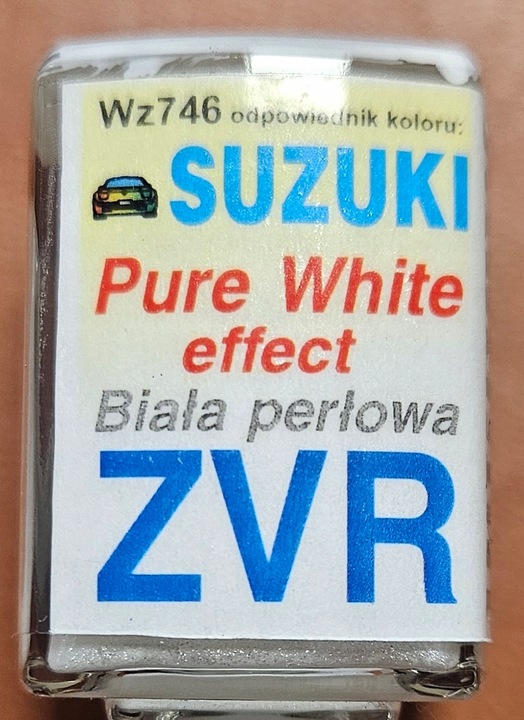 Wz746 odpowiednik koloru:
SUZUKI
Pure White
effect
Biała perłowa
ZVR